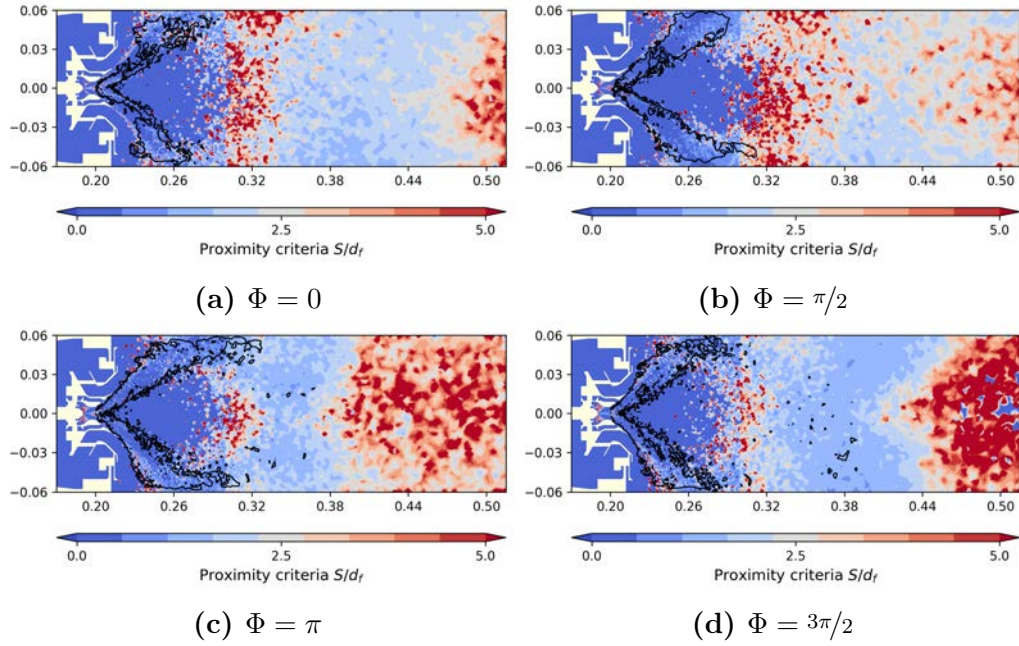 0.06 0.06
0.03 0.03
0.00 0.00
−0.03 −0.03
−0.06 −0.06
0.20 0.26 0.32 0.38 0.44 0.50 0.20 0.26 0.32 0.38 0.44 0.50
0.0 2.5 5.0 0.0 2.5 5.0
Proximity criteria S/d_f Proximity criteria S/d_f
(a) Φ = 0 (b) Φ = π/2
0.06 0.06
0.03 0.03
0.00 0.00
−0.03 −0.03
−0.06 −0.06
0.20 0.26 0.32 0.38 0.44 0.50 0.20 0.26 0.32 0.38 0.44 0.50
0.0 2.5 5.0 0.0 2.5 5.0
Proximity criteria S/d_f Proximity criteria S/d_f
(c) Φ = π (d) Φ = 3π/2